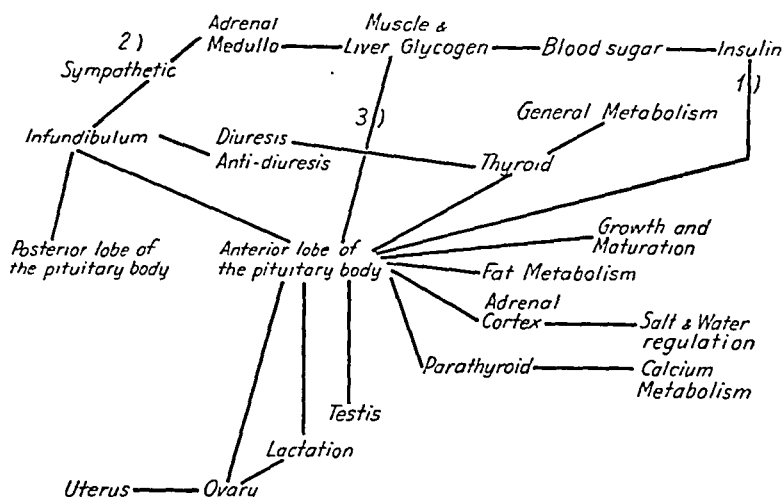 Muscle &
Adrenal
2)
Medullo
Liver Glycogen
Blood sugar
Insulin
Sympathetic
1)
3)
General Metabolism
Infundibulum
Diuresis
Anti-diuresis
Thyroid
Posterior lobe of
the pituitary body
Anterior lobe of
the pituitary body
Growth and
Maturation
Fat Metabolism
Adrenal
Cortex
Salt & Water
regulation
Parathyroid
Calcium
Metabolism
Testis
Lactation
Uterus
Ovary